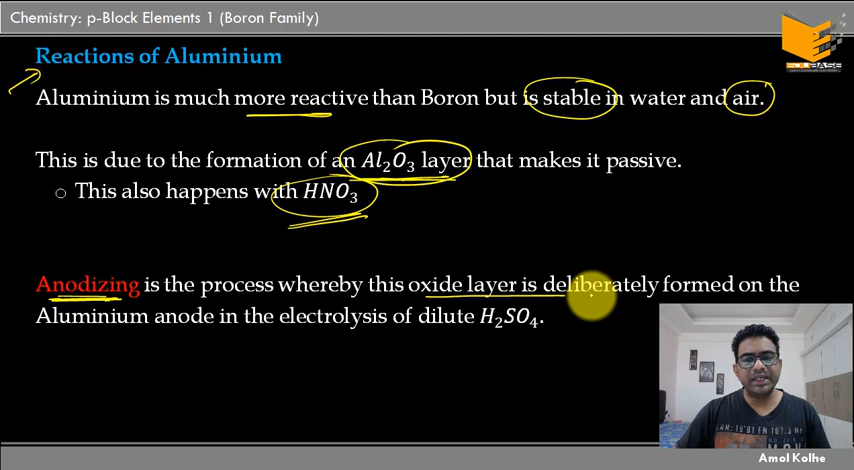 Chemistry: p-Block Elements 1 (Boron Family)
Reactions of Aluminium
Aluminium is much more reactive than Boron but is stable in water and air.
This is due to the formation of an Al₂O₃ layer that makes it passive.
○ This also happens with HNO₃
Anodizing is the process whereby this oxide layer is deliberately formed on the
Aluminium anode in the electrolysis of dilute H₂SO₄.
EDUBASE
Amol Kolhe